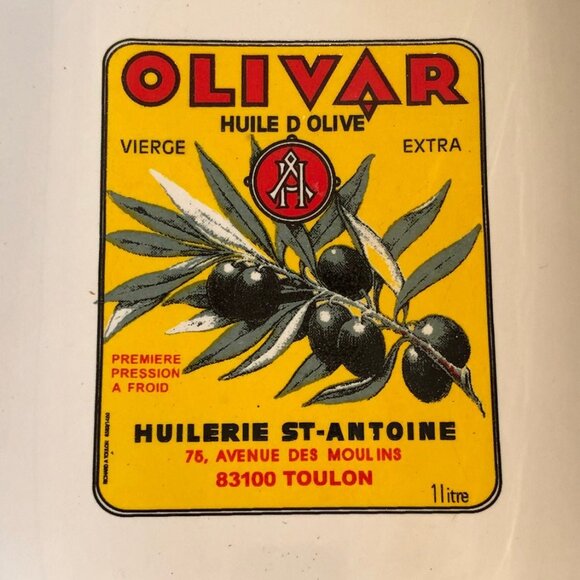 OLIVAR
HUILE D OLIVE
VIERGE EXTRA
PREMIERE
PRESSION
A FROID
HUILERIE ST-ANTOINE
75, AVENUE DES MOULINS
83100 TOULON
1 litre